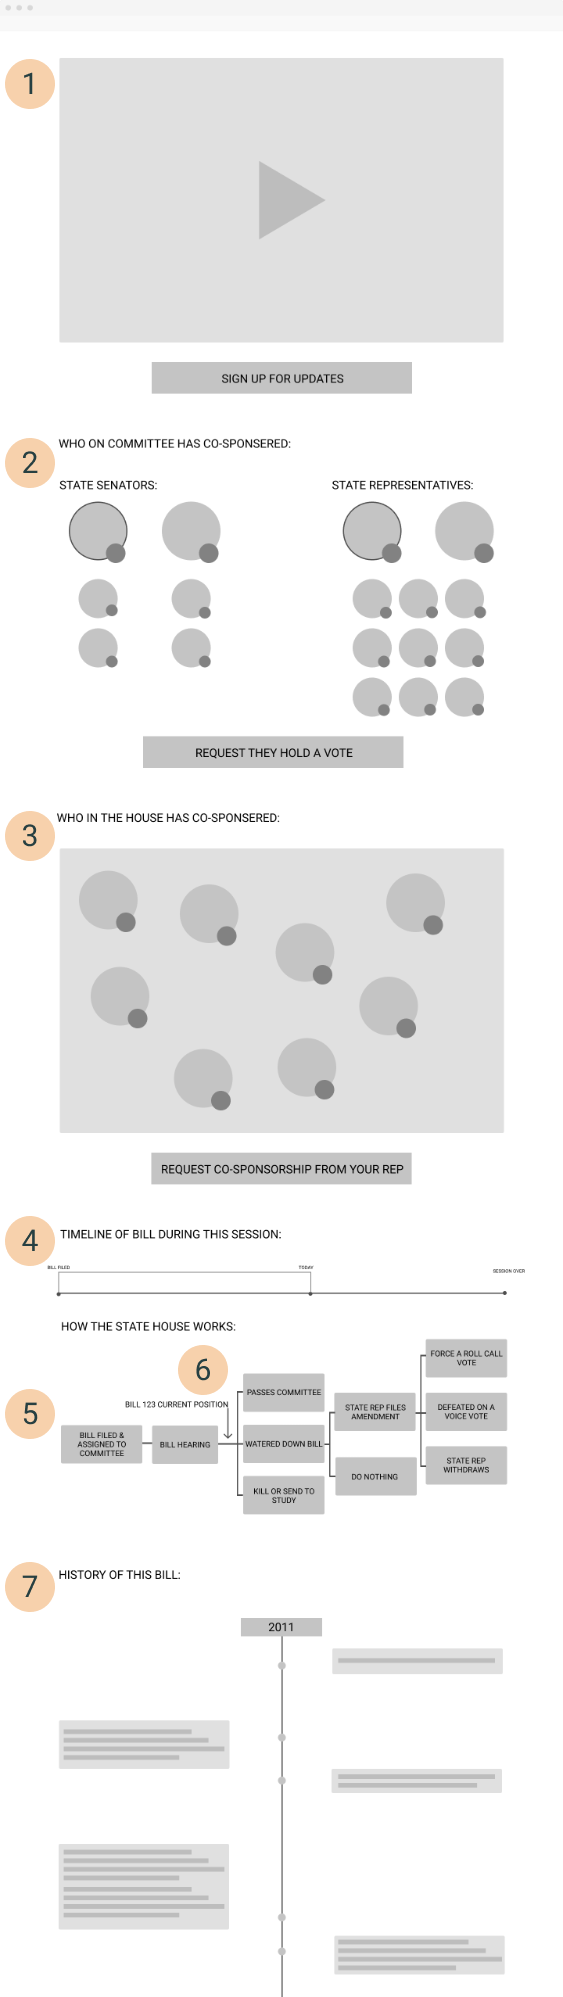 1
SIGN UP FOR UPDATES
2
WHO ON COMMITTEE HAS CO-SPONSERED:
STATE SENATORS:
STATE REPRESENTATIVES:
REQUEST THEY HOLD A VOTE
3
WHO IN THE HOUSE HAS CO-SPONSERED:
REQUEST CO-SPONSORSHIP FROM YOUR REP
4
TIMELINE OF BILL DURING THIS SESSION:
BILL FILED
TODAY
SESSION OVER
HOW THE STATE HOUSE WORKS:
5
6
BILL 123 CURRENT POSITION
BILL FILED &
ASSIGNED TO
COMMITTEE
BILL HEARING
PASSES COMMITTEE
WATERED DOWN BILL
KILL OR SEND TO
STUDY
STATE REP FILES
AMENDMENT
DO NOTHING
FORCE A ROLL CALL
VOTE
DEFEATED ON A
VOICE VOTE
STATE REP
WITHDRAWS
7
HISTORY OF THIS BILL:
2011